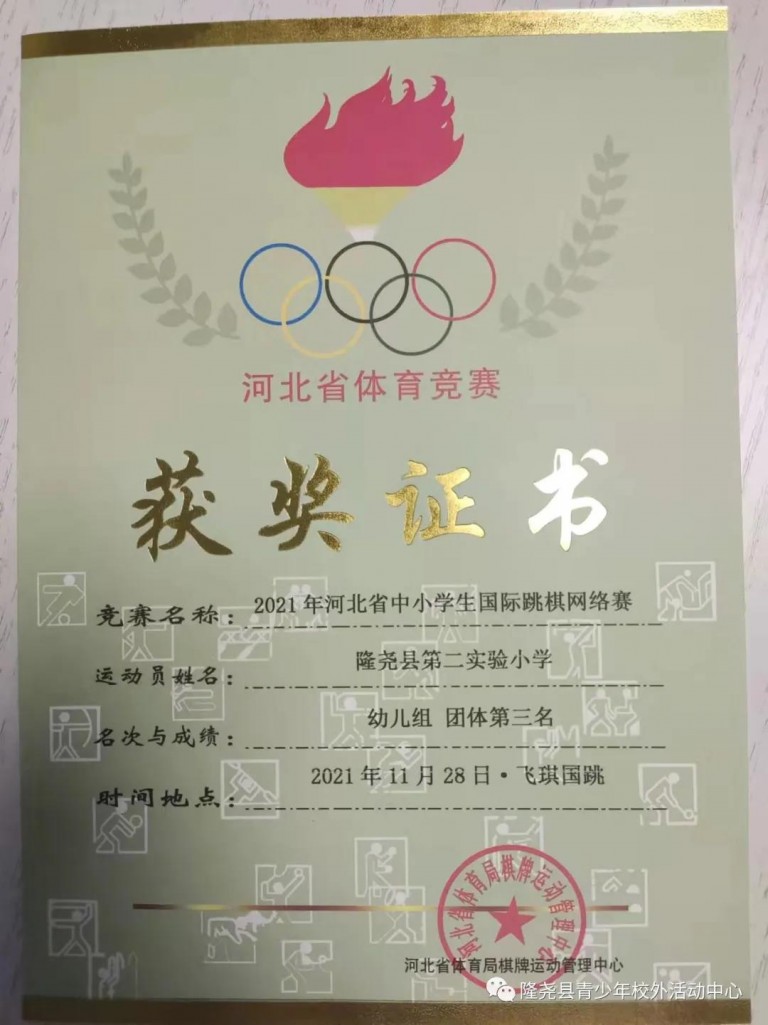 河北省体育竞赛
获奖证书
竞赛名称：2021年河北省中小学生国际跳棋网络赛
运动员姓名：隆尧县第二实验小学
名次与成绩：幼儿组 团体第三名
时间地点：2021年11月28日·飞琪国跳
河北省体育局棋牌运动管理中心
河北省体育局棋牌运动管理中心
隆尧县青少年校外活动中心